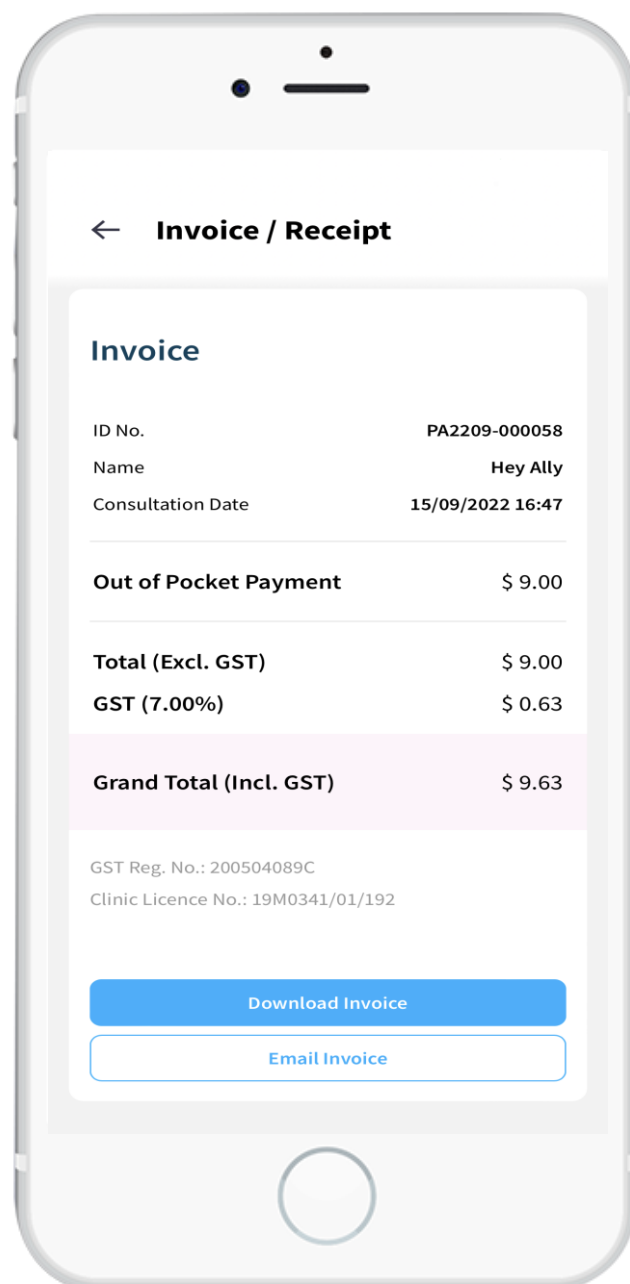 Invoice / Receipt
Invoice
ID No. PA2209-000058
Name Hey Ally
Consultation Date 15/09/2022 16:47
Out of Pocket Payment $ 9.00
Total (Excl. GST) $ 9.00
GST (7.00%) $ 0.63
Grand Total (Incl. GST) $ 9.63
GST Reg. No.: 200504089C
Clinic Licence No.: 19M0341/01/192
Download Invoice
Email Invoice